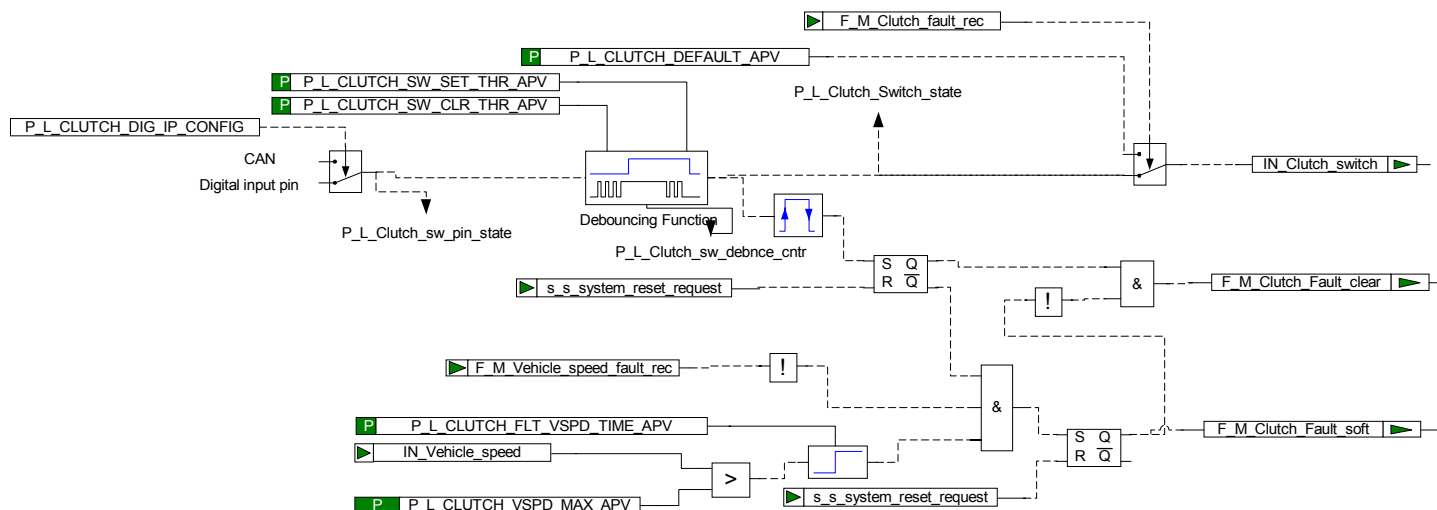 F_M_Clutch_fault_rec
P P_L_CLUTCH_DEFAULT_APV
P P_L_CLUTCH_SW_SET_THR_APV
P_L_Clutch_Switch_state
P P_L_CLUTCH_SW_CLR_THR_APV
P_L_CLUTCH_DIG_IP_CONFIG
CAN
IN_Clutch_switch
Digital input pin
Debouncing Function
P_L_Clutch_sw_pin_state
P_L_Clutch_sw_debnce_cntr
S Q
R Q
s_s_system_reset_request
&
F_M_Clutch_Fault_clear
!
F_M_Vehicle_speed_fault_rec
!
&
P P_L_CLUTCH_FLT_VSPD_TIME_APV
F_M_Clutch_Fault_soft
S Q
R Q
IN_Vehicle_speed
>
s_s_system_reset_request
P P_L_CLUTCH_VSPD_MAX_APV